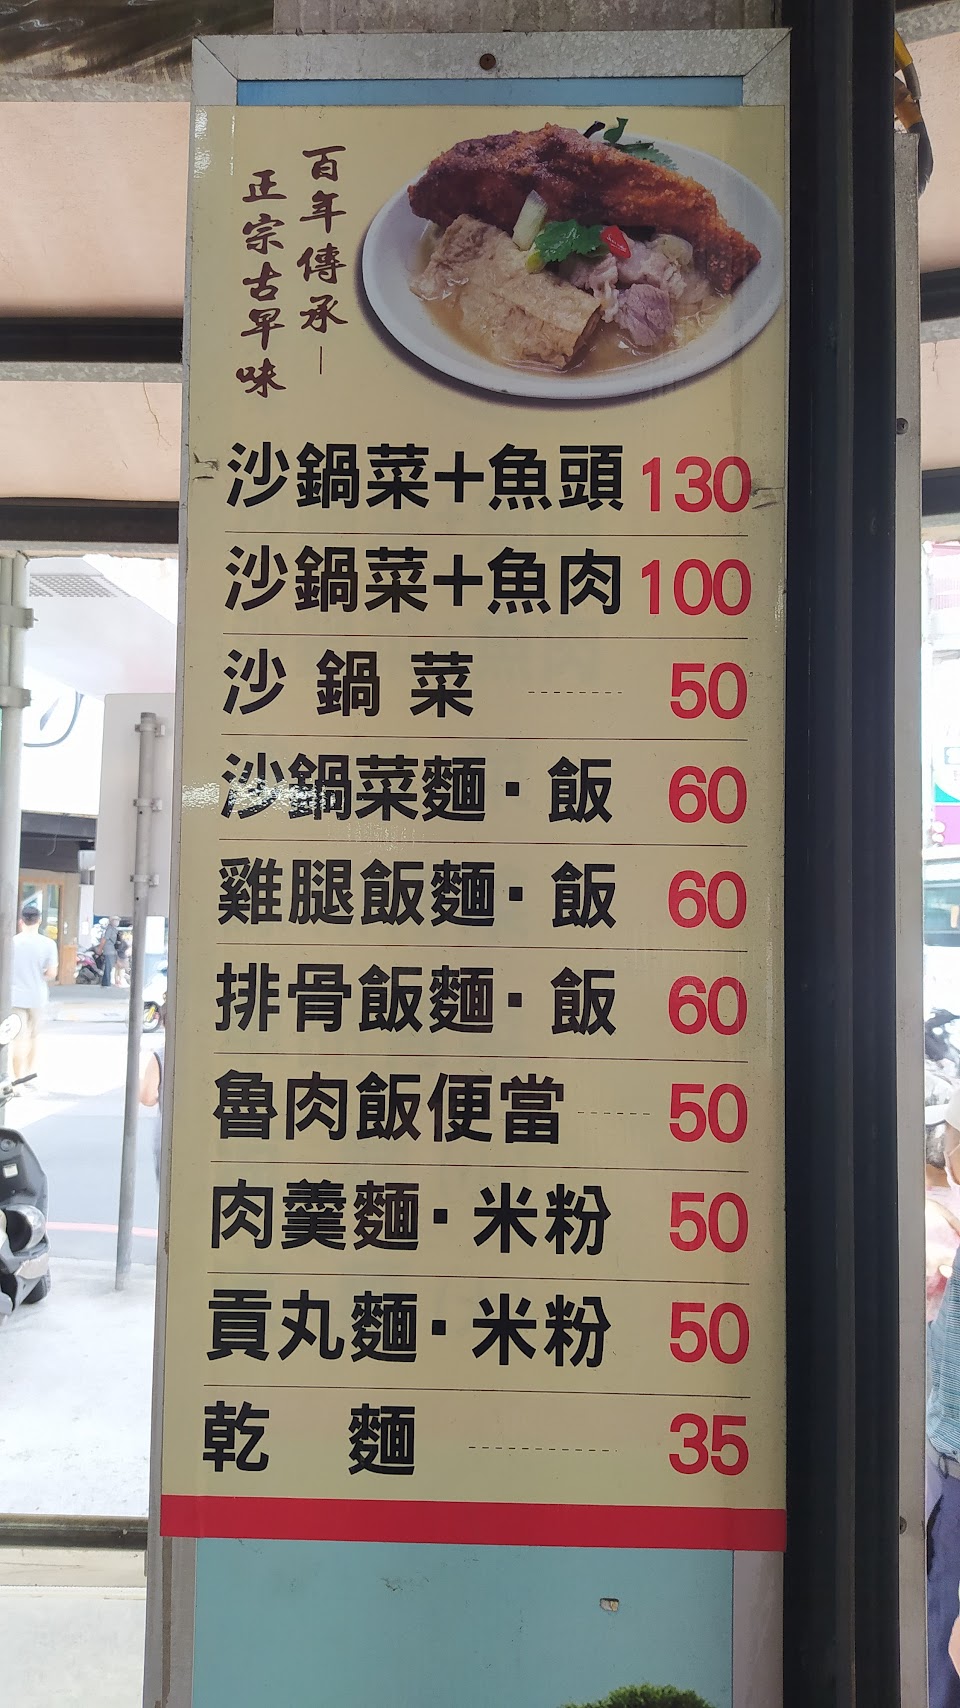 百年傳承—
正宗古早味
沙鍋菜+魚頭 130
沙鍋菜+魚肉 100
沙鍋菜 50
沙鍋菜麵·飯 60
雞腿飯麵·飯 60
排骨飯麵·飯 60
魯肉飯便當 50
肉羹麵·米粉 50
貢丸麵·米粉 50
乾麵 35